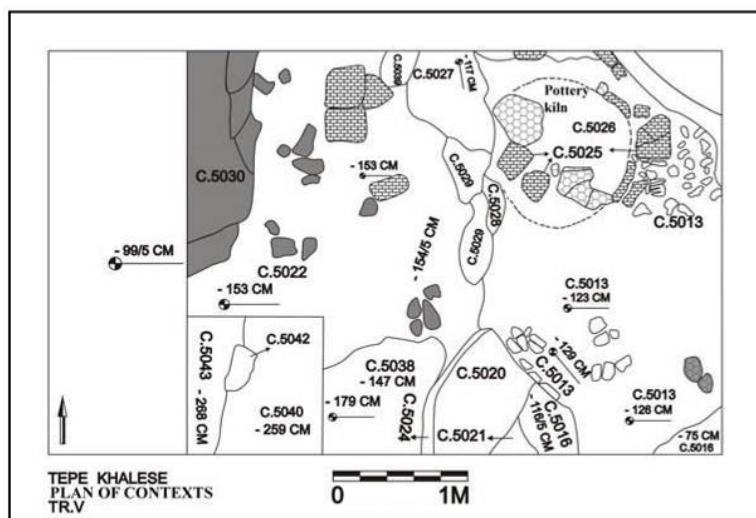 C.5039
C.5027
- 117 CM
Pottery
kiln
C.5026
C.5025
C.5030
- 153 CM
C.5029
C.5028
C.5013
- 99/5 CM
C.5022
- 154/5 CM
C.5029
- 153 CM
C.5013
- 123 CM
C.5042
C.5043
- 268 CM
C.5038
- 147 CM
C.5020
- 129 CM
C.5013
C.5013
- 126 CM
C.5040
- 259 CM
- 179 CM
C.5024
C.5021
C.5016
- 116/5 CM
- 75 CM
C.5016
TEPE KHALESE
PLAN OF CONTEXTS
TR.V
0 1M